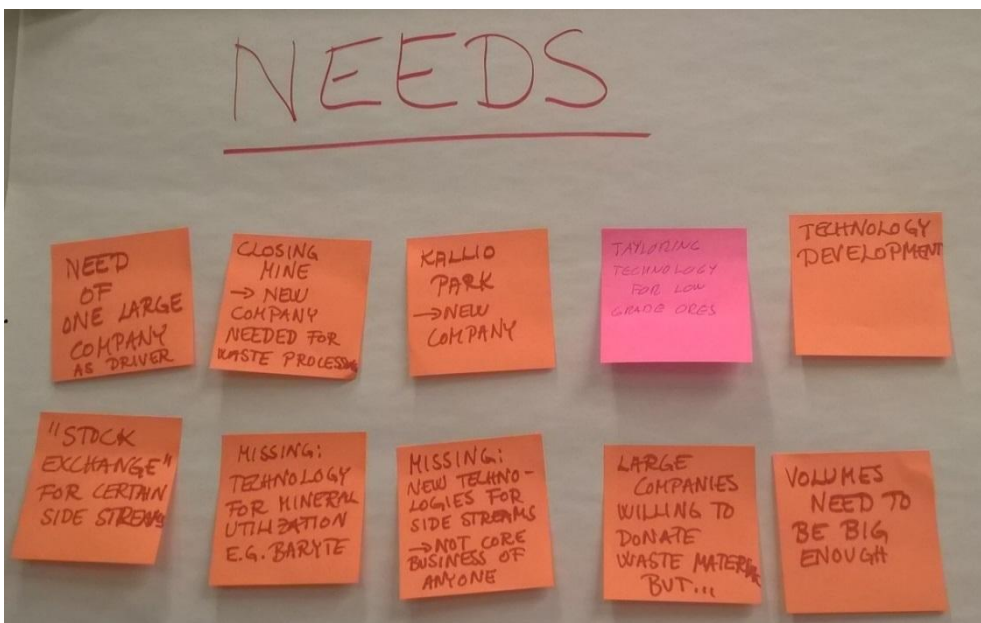 NEEDS
NEED
OF
ONE LARGE
COMPANY
AS DRIVER
CLOSING
MINE
→ NEW
COMPANY
NEEDED FOR
WASTE PROCESS
KALLIO
PARK
→NEW
COMPANY
TAYLORING
TECHNOLOGY
FOR LOW
GRADE ORES
TECHNOLOGY
DEVELOPMENT
"STOCK
EXCHANGE"
FOR CERTAIN
SIDE STREAMS
MISSING:
TECHNOLOGY
FOR MINERAL
UTILIZATION
E.G. BARYTE
MISSING:
NEW TECHNO-
LOGIES FOR
SIDE STREAMS
→NOT CORE
BUSINESS OF
ANYONE
LARGE
COMPANIES
WILLING TO
DONATE
WASTE MATERIAL
BUT...
VOLUMES
NEED TO
BE BIG
ENOUGH